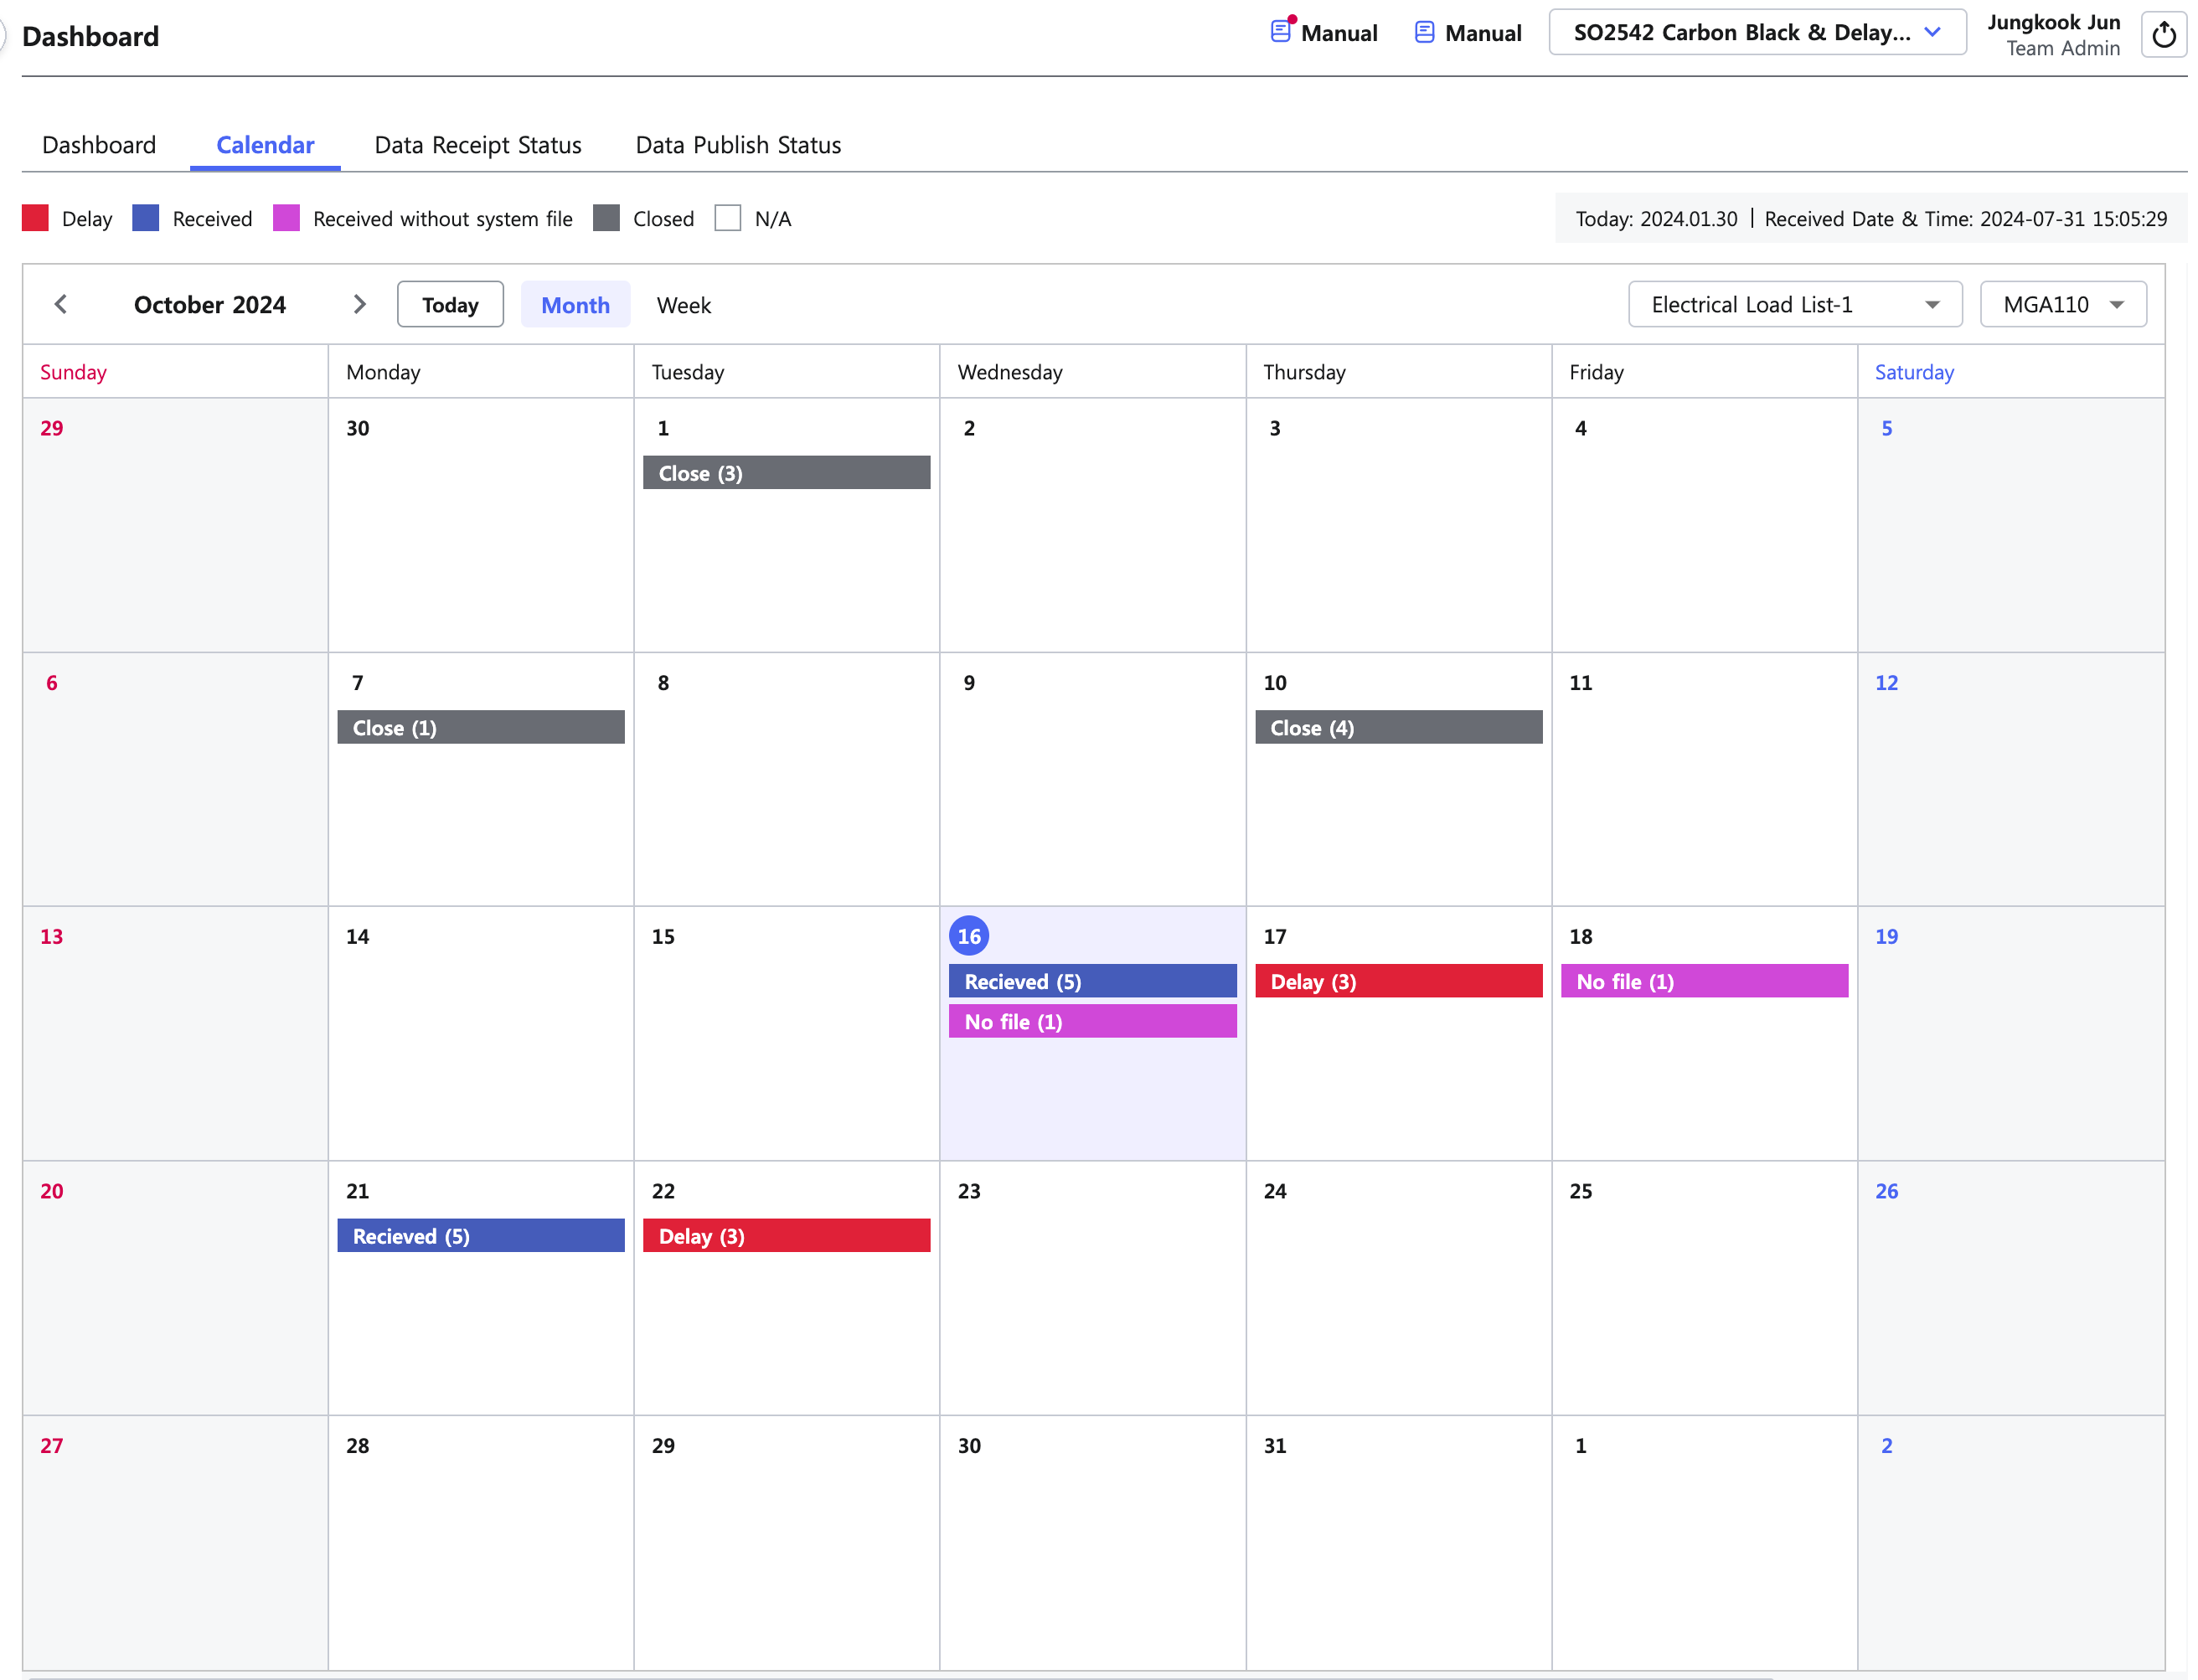 Dashboard
Manual
Manual
SO2542 Carbon Black & Delay...
Jungkook Jun
Team Admin
Dashboard
Calendar
Data Receipt Status
Data Publish Status
Delay
Received
Received without system file
Closed
N/A
Today: 2024.01.30 | Received Date & Time: 2024-07-31 15:05:29
October 2024
Today
Month
Week
Electrical Load List-1
MGA110
Sunday
Monday
Tuesday
Wednesday
Thursday
Friday
Saturday
29
30
1
Close (3)
2
3
4
5
6
7
Close (1)
8
9
10
Close (4)
11
12
13
14
15
16
Recieved (5)
No file (1)
17
Delay (3)
18
No file (1)
19
20
21
Recieved (5)
22
Delay (3)
23
24
25
26
27
28
29
30
31
1
2